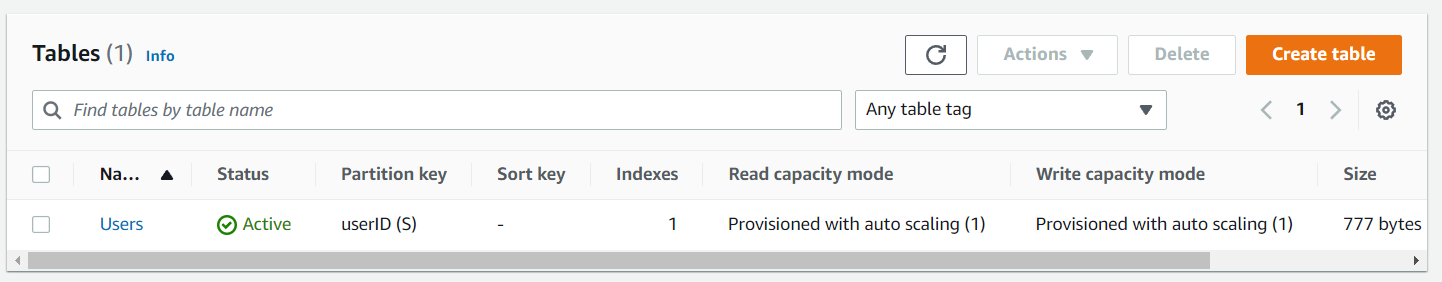 Tables (1) Info Actions Delete Create table
Find tables by table name Any table tag 1
Na... Status Partition key Sort key Indexes Read capacity mode Write capacity mode Size
Users Active userID (S) - 1 Provisioned with auto scaling (1) Provisioned with auto scaling (1) 777 bytes